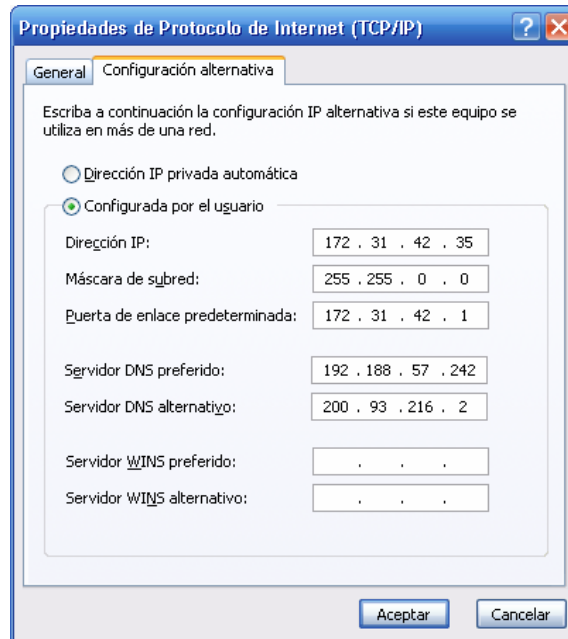 Propiedades de Protocolo de Internet (TCP/IP)
General Configuración alternativa
Escriba a continuación la configuración IP alternativa si este equipo se
utiliza en más de una red.
Dirección IP privada automática
Configurada por el usuario
Dirección IP: 172 . 31 . 42 . 35
Máscara de subred: 255 . 255 . 0 . 0
Puerta de enlace predeterminada: 172 . 31 . 42 . 1
Servidor DNS preferido: 192 . 188 . 57 . 242
Servidor DNS alternativo: 200 . 93 . 216 . 2
Servidor WINS preferido: . . .
Servidor WINS alternativo: . . .
Aceptar Cancelar